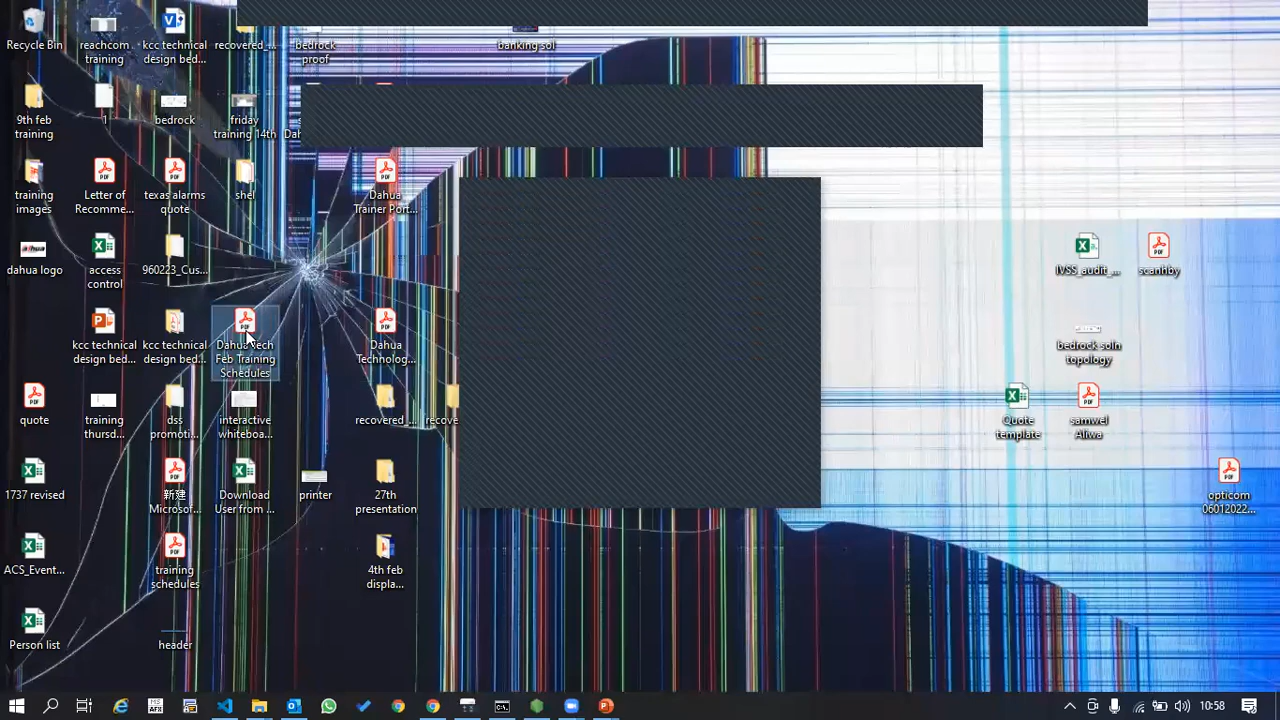 Recycle Bin
reachcom
training
kcc technical
design bed...
recovered_...
bedrock
proof
banking sol
9th feb
training
1
bedrock
friday
training 14th
training
images
Letter of
Recomme...
texas alarms
quote
shel
Dahua
Trainer Port...
dahua logo
access
control
960223_Cus...
IVSS_audit_...
scanhby
kcc technical
design bed...
kcc technical
design bed...
Dahua Tech
Feb Training
Schedules
Dahua
Technolog...
bedrock soln
topology
quote
training
thursd...
dss
promoti...
interactive
whiteboa...
recovered_...
recove
Quote
template
samwel
Aliwa
1737 revised
新建
Microsof...
Download
User from ...
printer
27th
presentation
opticom
06012022...
ACS_Event...
training
schedules
4th feb
displa...
Person list
header
10:58